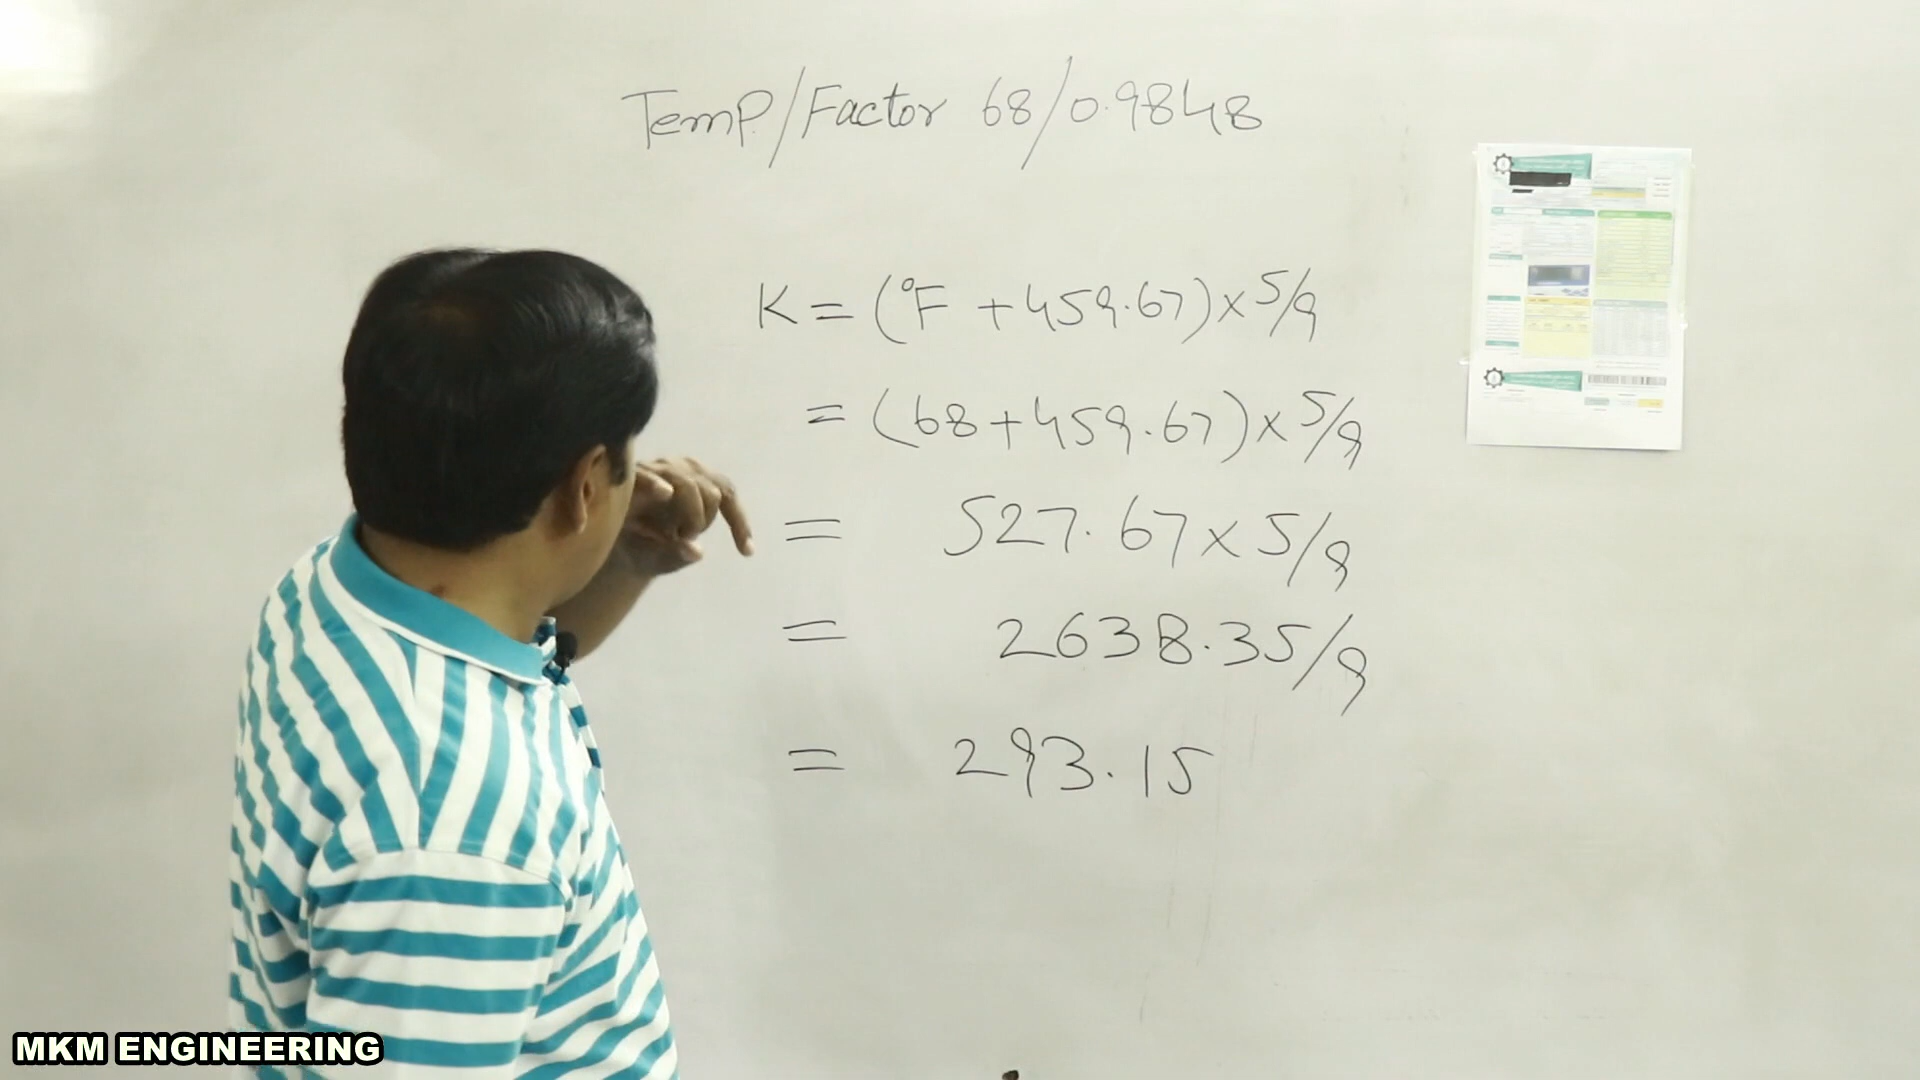 Temp/Factor 68/0.9848
K = (°F + 459.67) x 5/9
= (68 + 459.67) x 5/9
= 527.67 x 5/9
= 2638.35/9
= 293.15
MKM ENGINEERING